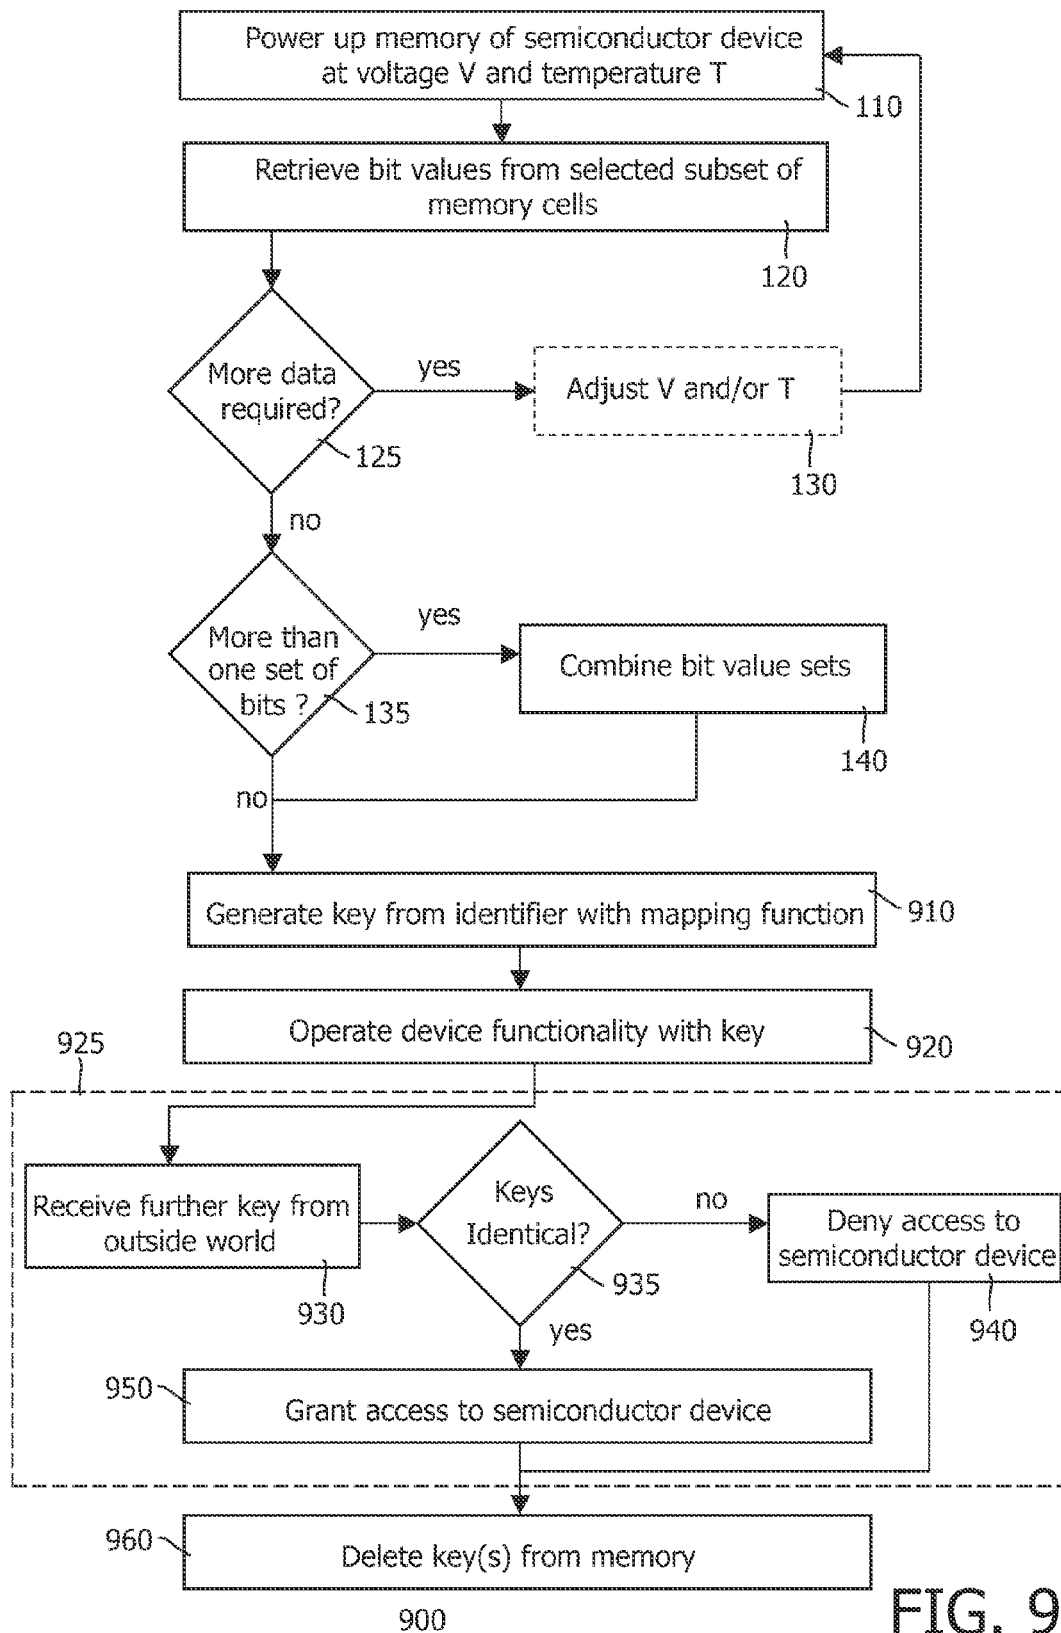 Power up memory of semiconductor device
at voltage V and temperature T
110
Retrieve bit values from selected subset of
memory cells
120
More data
required?
125
yes
Adjust V and/or T
130
no
More than
one set of
bits ?
135
yes
Combine bit value sets
140
no
Generate key from identifier with mapping function
910
Operate device functionality with key
920
925
Receive further key from
outside world
930
Keys
Identical?
935
no
Deny access to
semiconductor device
940
yes
950
Grant access to semiconductor device
960
Delete key(s) from memory
900
FIG. 9